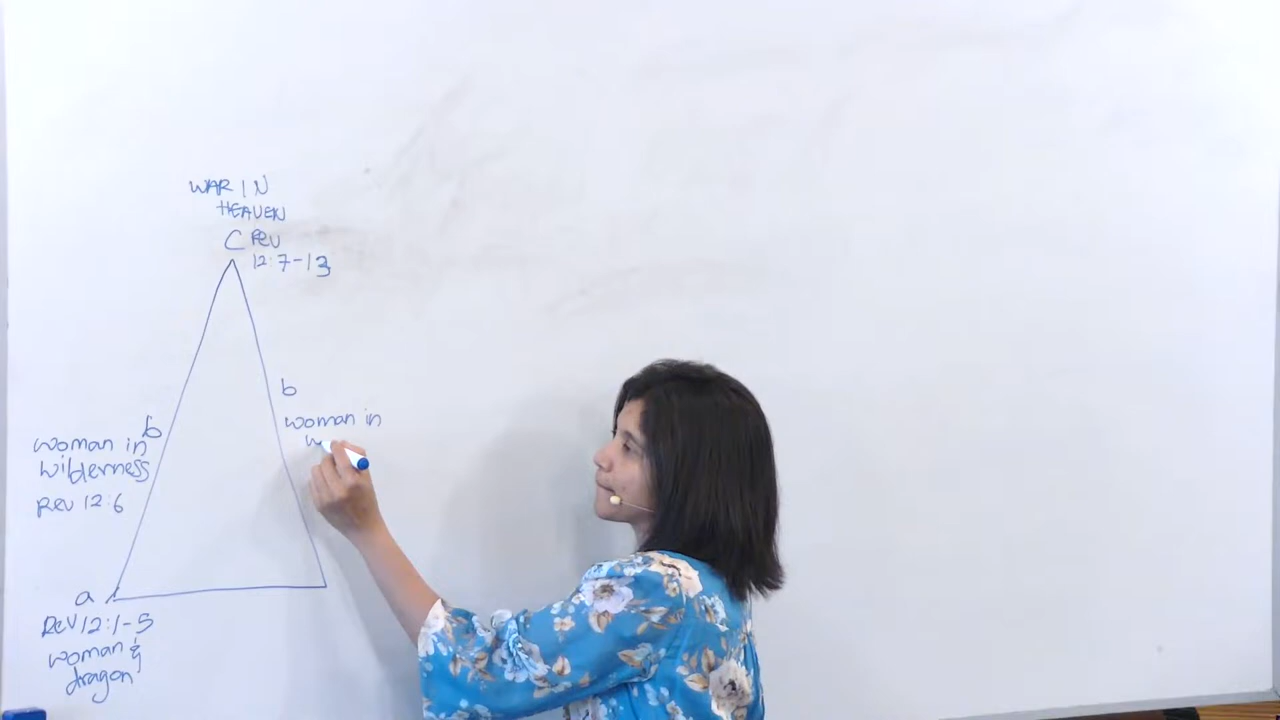 WAR IN
HEAVEN
C Rev
12:7-13
b
woman in
w
b
woman in
wilderness
Rev 12:6
a
Rev 12:1-5
woman &
dragon